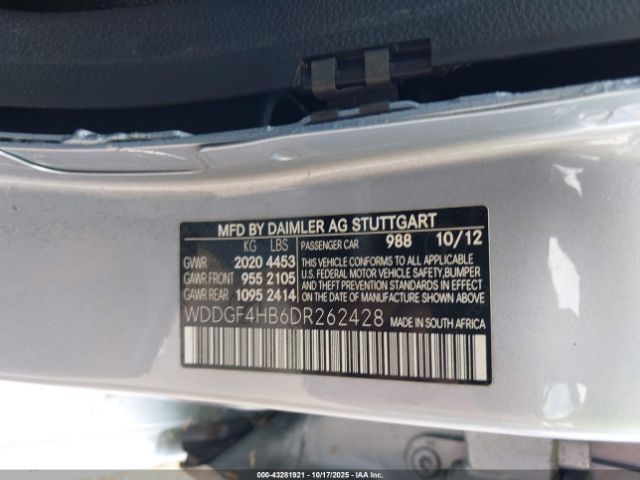 MFD BY DAIMLER AG STUTTGART
KG LBS PASSENGER CAR 988 10/12
GVWR 2020 4453
GAWR FRONT 955 2105
GAWR REAR 1095 2414
THIS VEHICLE CONFORMS TO ALL APPLICABLE
U.S. FEDERAL MOTOR VEHICLE SAFETY, BUMPER
AND THEFT PREVENTION STANDARDS IN EFFECT
ON THE DATE OF MANUFACTURE SHOWN ABOVE.
WDDGF4HB6DR262428 MADE IN SOUTH AFRICA
000-43281921 - 10/17/2025 - COPYRIGHT IAA, LLC